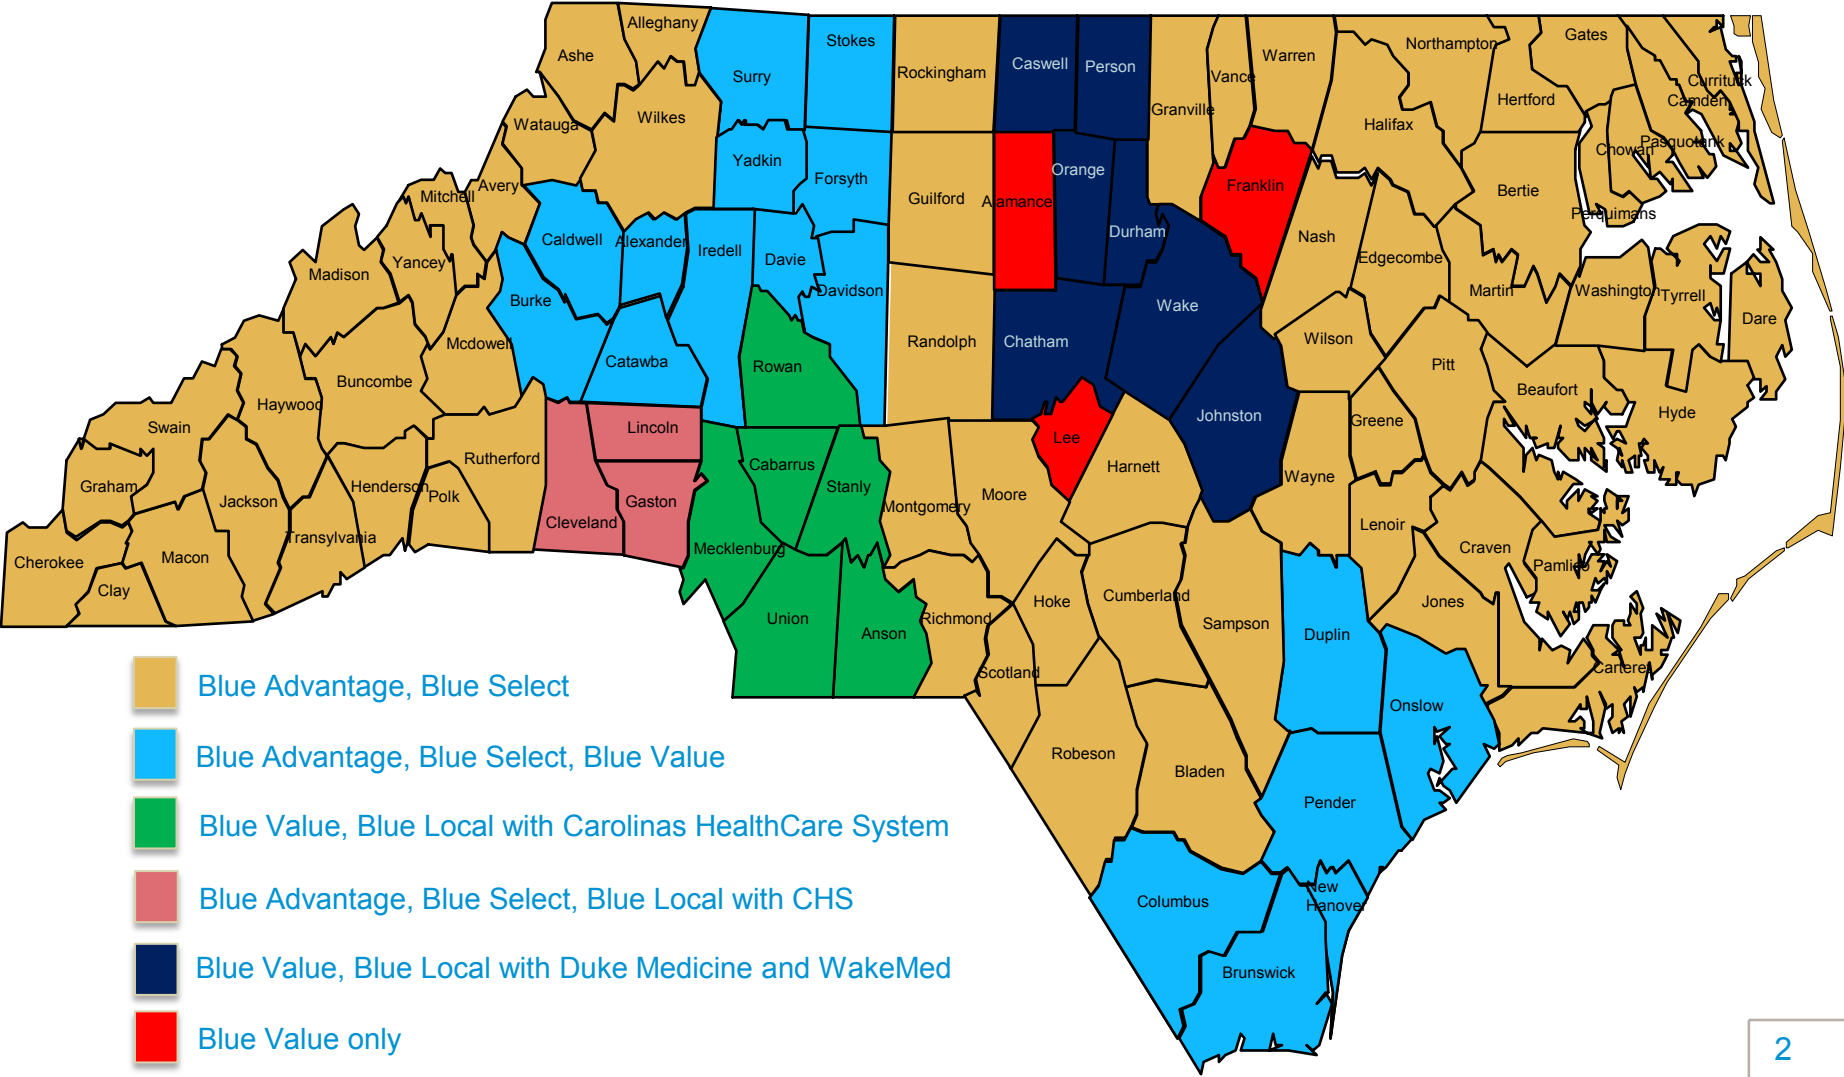 Alleghany
Ashe
Surry
Stokes
Rockingham
Caswell
Person
Granville
Vance
Warren
Northampton
Gates
Hertford
Currituck
Camden
Pasquotank
Chowan
Perquimans
Watauga
Wilkes
Yadkin
Forsyth
Guilford
Alamance
Orange
Durham
Franklin
Halifax
Bertie
Mitchell
Avery
Caldwell
Alexander
Iredell
Davie
Davidson
Nash
Edgecombe
Martin
Washington
Tyrrell
Dare
Madison
Yancey
Burke
Mcdowell
Catawba
Rowan
Randolph
Chatham
Wake
Wilson
Pitt
Beaufort
Hyde
Swain
Haywood
Buncombe
Rutherford
Lincoln
Lee
Johnston
Greene
Graham
Jackson
Henderson
Polk
Cleveland
Gaston
Cabarrus
Stanly
Montgomery
Moore
Harnett
Wayne
Lenoir
Craven
Pamlico
Cherokee
Clay
Macon
Transylvania
Mecklenburg
Union
Anson
Richmond
Hoke
Cumberland
Sampson
Duplin
Jones
Carteret
Scotland
Robeson
Bladen
Pender
Onslow
Columbus
Brunswick
New
Hanover
Blue Advantage, Blue Select
Blue Advantage, Blue Select, Blue Value
Blue Value, Blue Local with Carolinas HealthCare System
Blue Advantage, Blue Select, Blue Local with CHS
Blue Value, Blue Local with Duke Medicine and WakeMed
Blue Value only
2